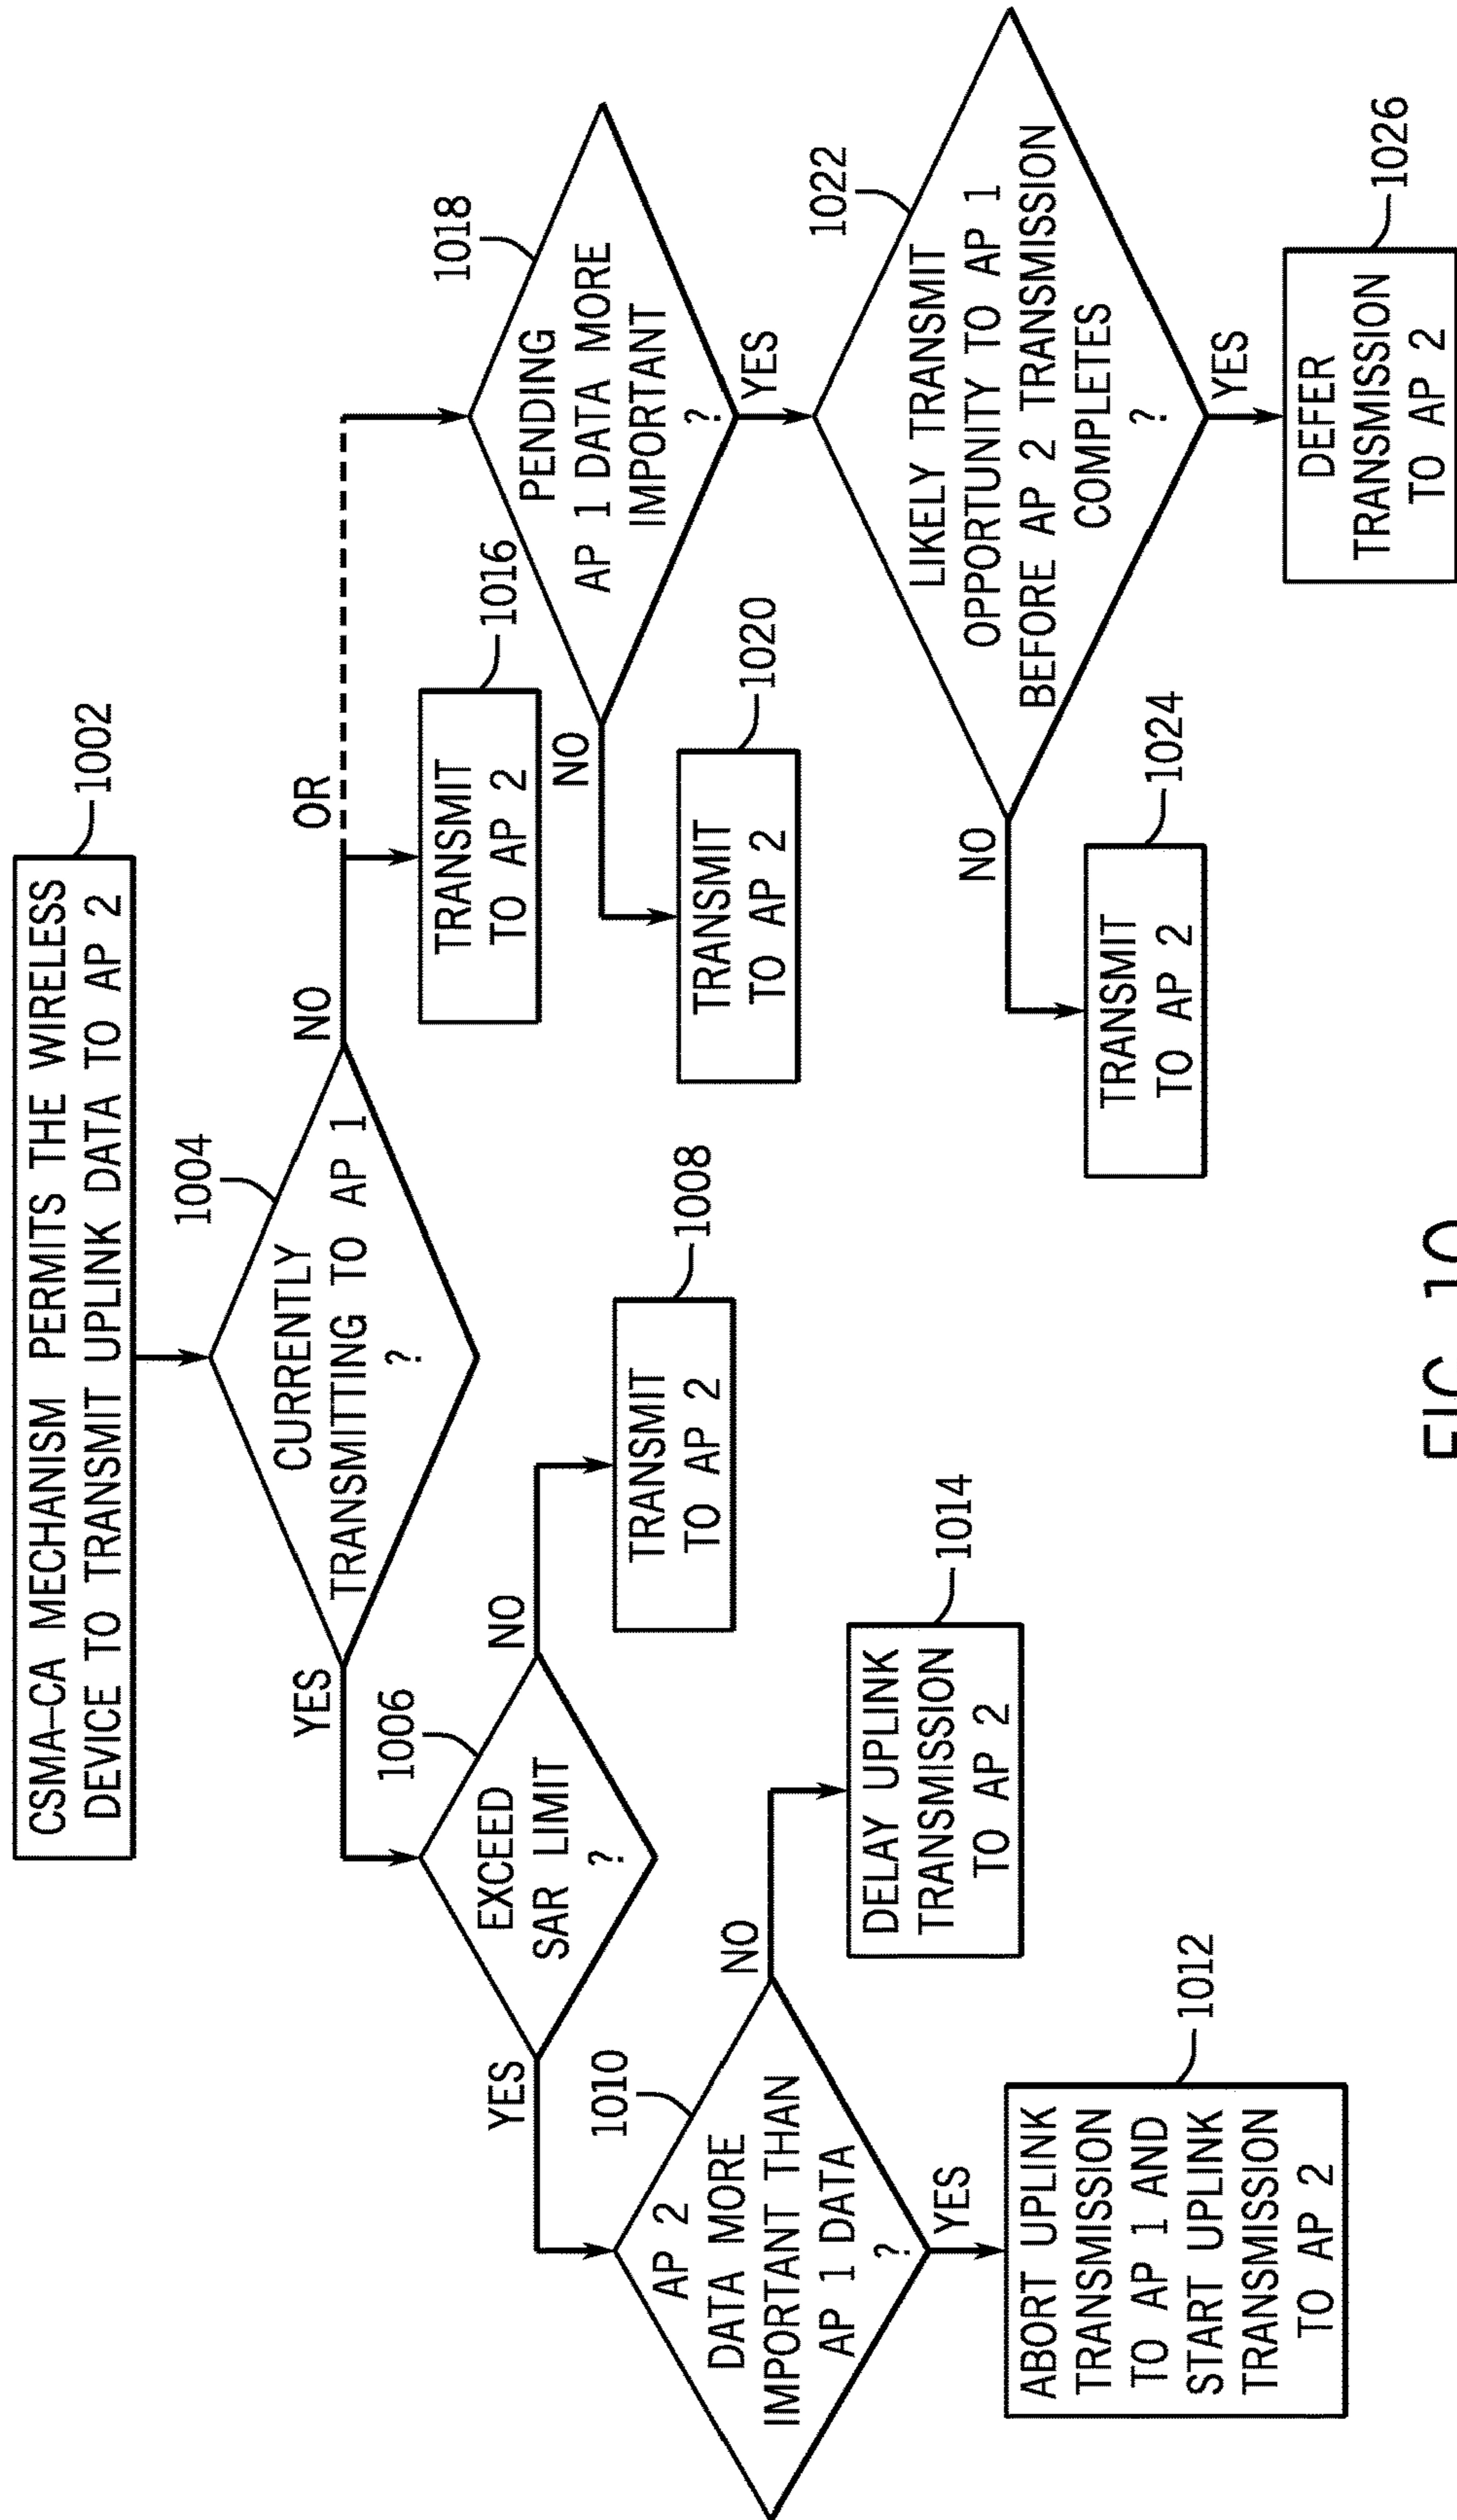 CSMA-CA MECHANISM PERMITS THE WIRELESS
DEVICE TO TRANSMIT UPLINK DATA TO AP 2
1002
1004
CURRENTLY
TRANSMITTING TO AP 1
?
YES
NO
OR
1006
EXCEED
SAR LIMIT
?
YES
NO
TRANSMIT
TO AP 2
1008
1010
AP 2
DATA MORE
IMPORTANT THAN
AP 1 DATA
?
YES
NO
ABORT UPLINK
TRANSMISSION
TO AP 1 AND
START UPLINK
TRANSMISSION
TO AP 2
1012
DELAY UPLINK
TRANSMISSION
TO AP 2
1014
TRANSMIT
TO AP 2
1016
1018
PENDING
AP 1 DATA MORE
IMPORTANT
?
NO
YES
TRANSMIT
TO AP 2
1020
1022
LIKELY TRANSMIT
OPPORTUNITY TO AP 1
BEFORE AP 2 TRANSMISSION
COMPLETES
?
NO
YES
TRANSMIT
TO AP 2
1024
DEFER
TRANSMISSION
TO AP 2
1026
FIG. 10